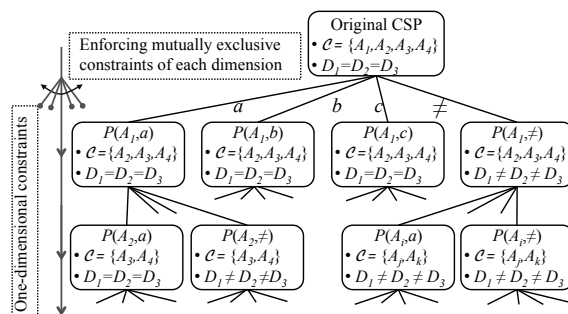 Original CSP
• C = {A1,A2,A3,A4}
• D1=D2=D3
Enforcing mutually exclusive
constraints of each dimension
One-dimensional constraints
a
b
c
≠
P(A1,a)
• C = {A2,A3,A4}
• D1=D2=D3
P(A1,b)
• C = {A2,A3,A4}
• D1=D2=D3
P(A1,c)
• C = {A2,A3,A4}
• D1=D2=D3
P(A1,≠)
• C = {A2,A3,A4}
• D1 ≠ D2 ≠ D3
P(A2,a)
• C = {A3,A4}
• D1=D2=D3
P(A2,≠)
• C = {A3,A4}
• D1 ≠ D2 ≠D3
P(Ai,a)
• C = {Aj,Ak}
• D1 ≠ D2 ≠ D3
P(Ai,≠)
• C = {Aj,Ak}
• D1 ≠ D2 ≠ D3